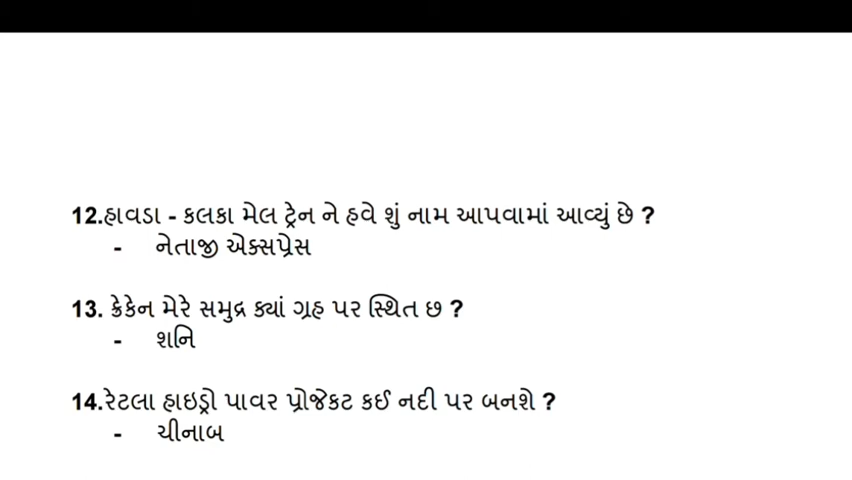 12.હાવડા - કલકા મેલ ટ્રેન ને હવે શું નામ આપવામાં આવ્યું છે ?
- નેતાજી એક્સપ્રેસ
13. ક્રેકેન મેરે સમુદ્ર ક્યાં ગ્રહ પર સ્થિત છ ?
- શનિ
14.રેટલા હાઇડ્રો પાવર પ્રોજેકટ કઈ નદી પર બનશે ?
- ચીનાબ